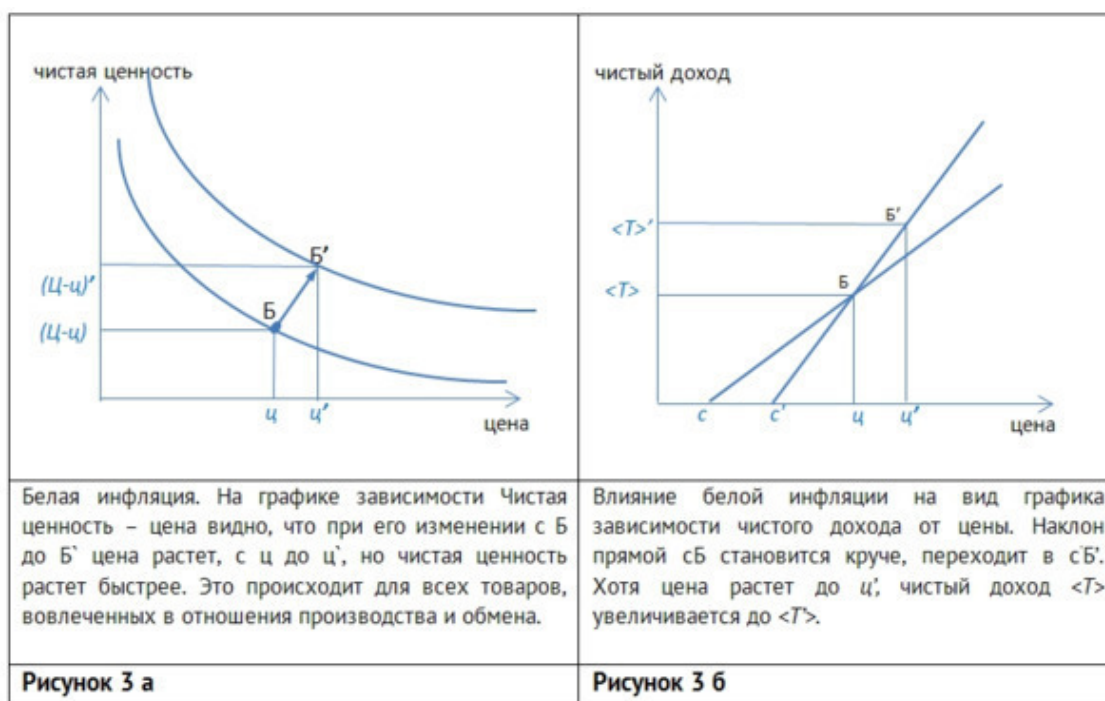 чистая ценность
Б'
(Ц-ц)'
Б
(Ц-ц)
ц
ц'
цена
чистый доход
Б'
<T>'
Б
<T>
с
с'
ц
ц'
цена
Белая инфляция. На графике зависимости Чистая
ценность – цена видно, что при его изменении с Б
до Б` цена растет, с ц до ц`, но чистая ценность
растет быстрее. Это происходит для всех товаров,
вовлеченных в отношения производства и обмена.
Влияние белой инфляции на вид графика
зависимости чистого дохода от цены. Наклон
прямой сБ становится круче, переходит в с`Б'.
Хотя цена растет до ц', чистый доход <T>
увеличивается до <T'>.
Рисунок 3 а
Рисунок 3 б